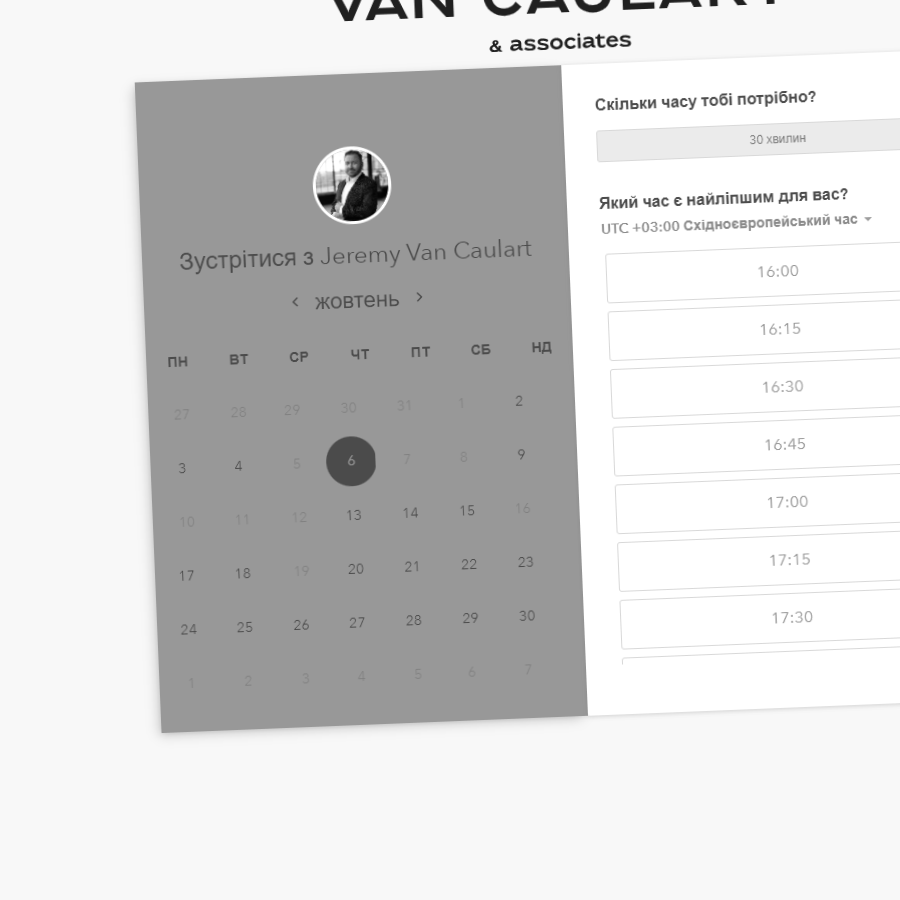 VAN CAULART
& associates
Зустрітися з Jeremy Van Caulart
‹ жовтень ›
ПН ВТ СР ЧТ ПТ СБ НД
27 28 29 30 31 1 2
3 4 5 6 7 8 9
10 11 12 13 14 15 16
17 18 19 20 21 22 23
24 25 26 27 28 29 30
1 2 3 4 5 6 7
Скільки часу тобі потрібно?
30 хвилин
Який час є найліпшим для вас?
UTC +03:00 Східноєвропейський час
16:00
16:15
16:30
16:45
17:00
17:15
17:30